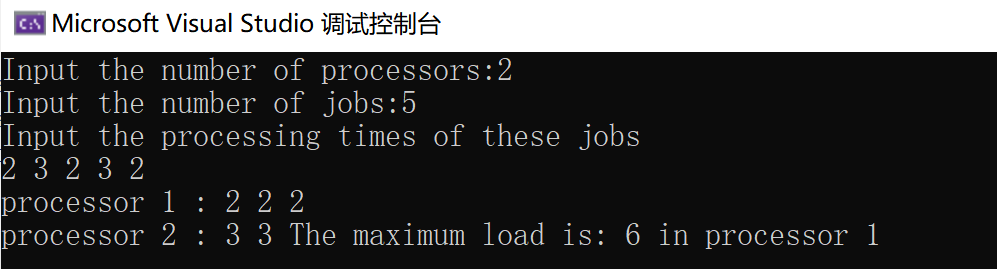 Microsoft Visual Studio 调试控制台
Input the number of processors:2
Input the number of jobs:5
Input the processing times of these jobs
2 3 2 3 2
processor 1 : 2 2 2
processor 2 : 3 3 The maximum load is: 6 in processor 1